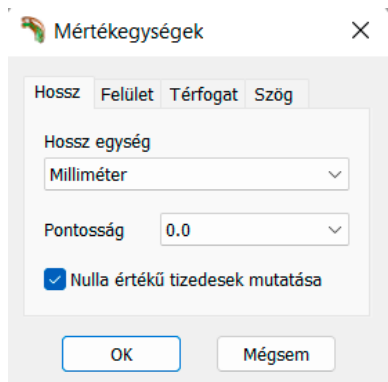 Mértékegységek
Hossz Felület Térfogat Szög
Hossz egység
Milliméter
Pontosság 0.0
Nulla értékű tizedesek mutatása
OK Mégsem